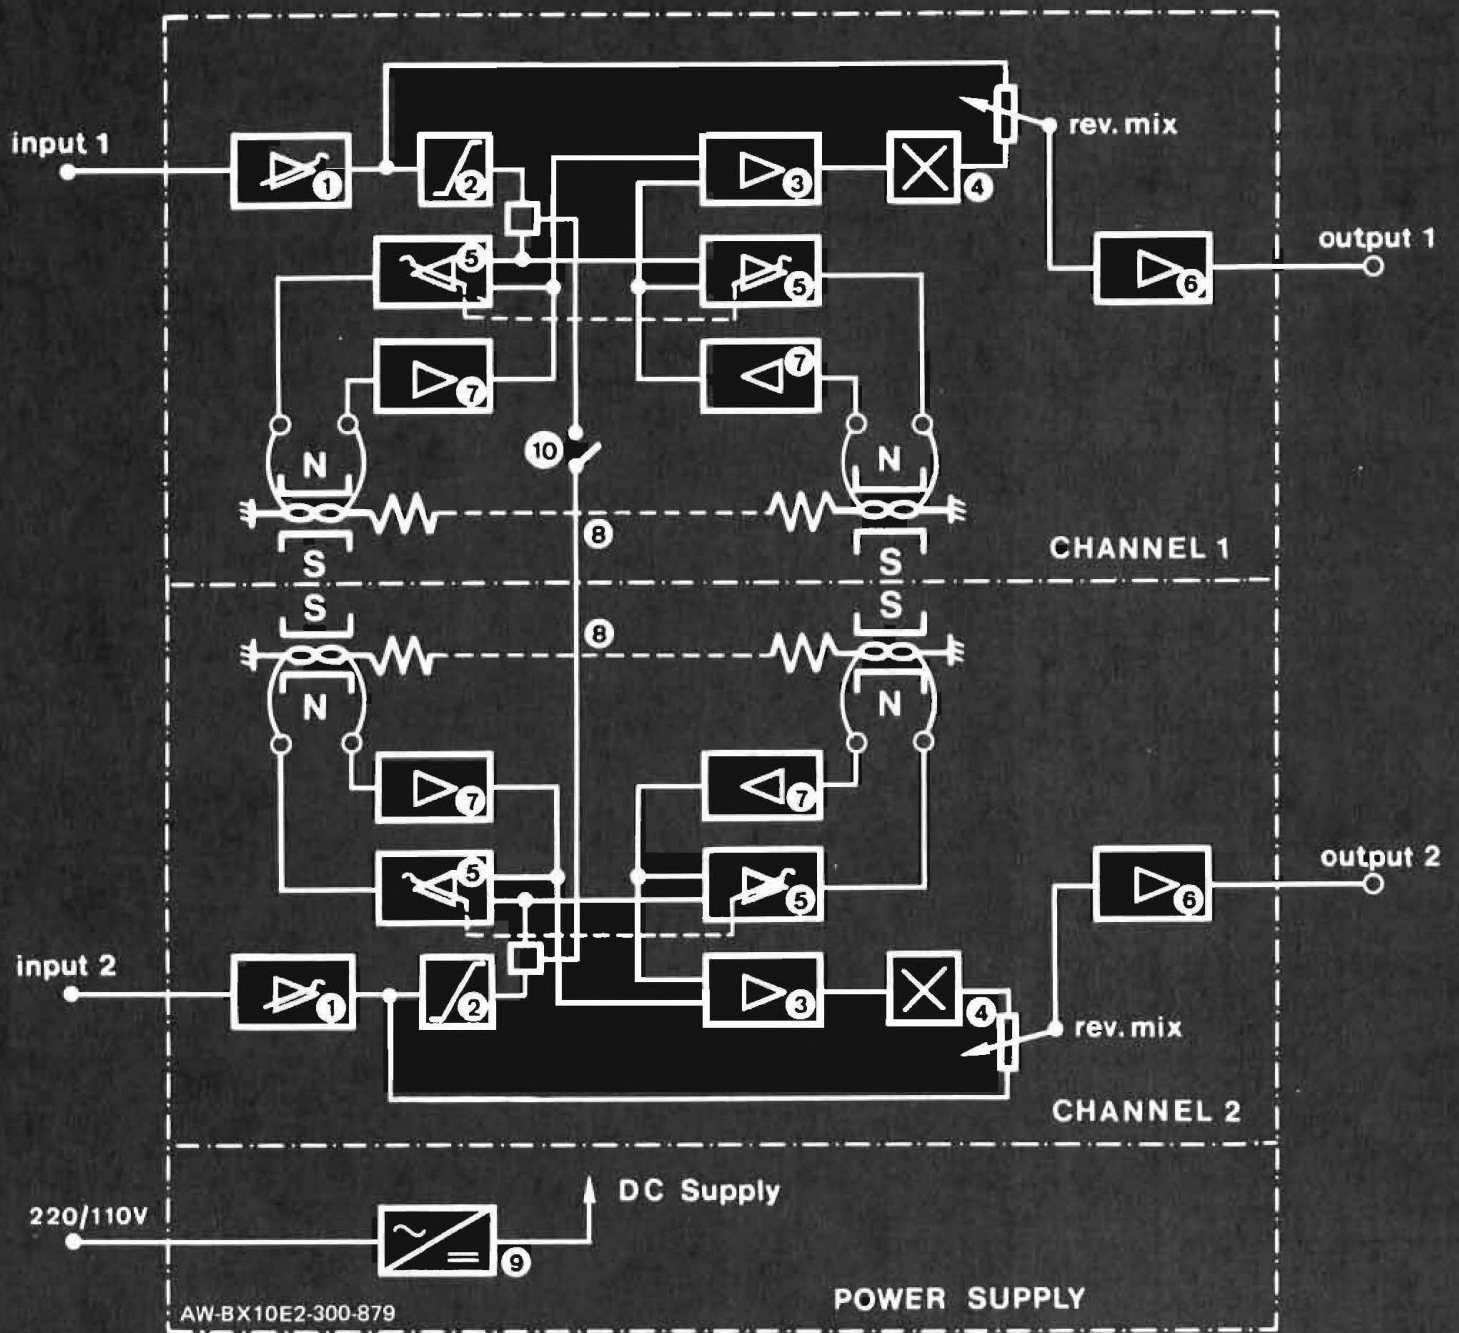 rev. mix
input 1
1
2
3
4
output 1
5
5
6
7
7
10
N
N
8
CHANNEL 1
S
S
S
S
8
N
N
7
7
output 2
5
5
6
input 2
1
2
3
4
rev. mix
CHANNEL 2
DC Supply
220/110V
9
POWER SUPPLY
AW-BX10E2-300-879